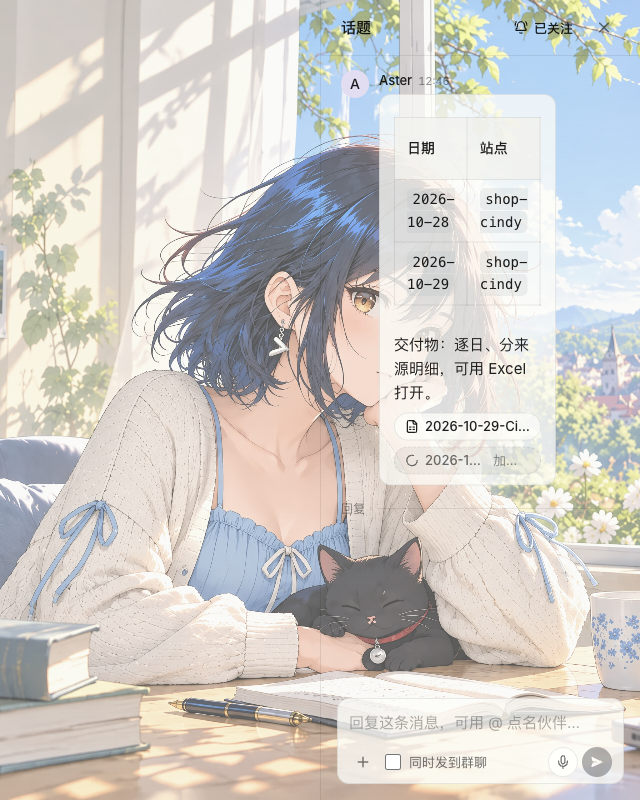 话题
已关注
A
Aster 12:46
日期 站点
2026-10-28 shop-cindy
2026-10-29 shop-cindy
交付物：逐日、分来
源明细，可用 Excel
打开。
2026-10-29-Ci...
2026-1... 加...
回复
回复这条消息，可用 @ 点名伙伴...
同时发到群聊